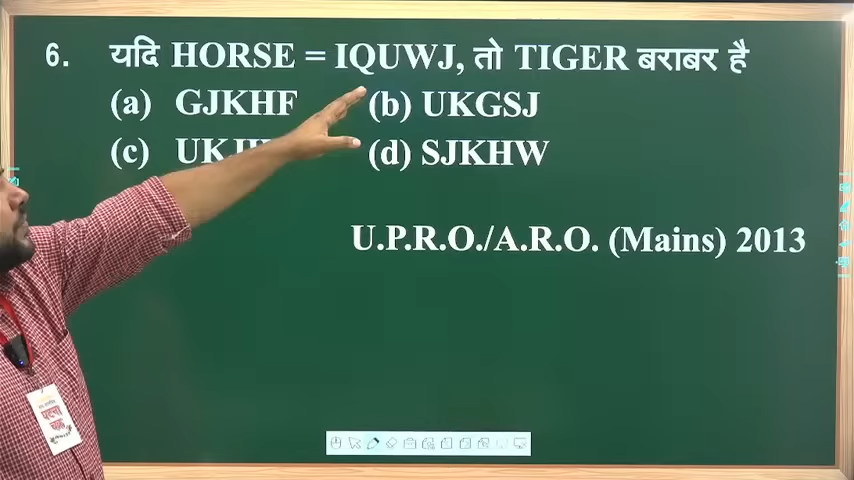 6. यदि HORSE = IQUWJ, तो TIGER बराबर है
(a) GJKHF (b) UKGSJ
(c) (d) SJKHW
U.P.R.O./A.R.O. (Mains) 2013